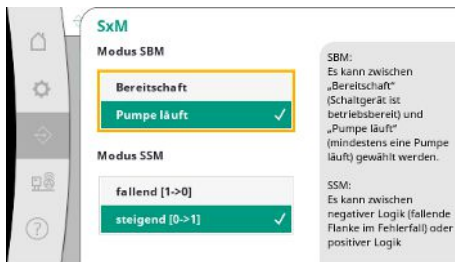 SxM
Modus SBM
Bereitschaft
Pumpe läuft
Modus SSM
fallend [1->0]
steigend [0->1]
SBM:
Es kann zwischen
„Bereitschaft"
(Schaltgerät ist
betriebsbereit) und
„Pumpe läuft"
(mindestens eine Pumpe
läuft) gewählt werden.
SSM:
Es kann zwischen
negativer Logik (fallende
Flanke im Fehlerfall) oder
positiver Logik